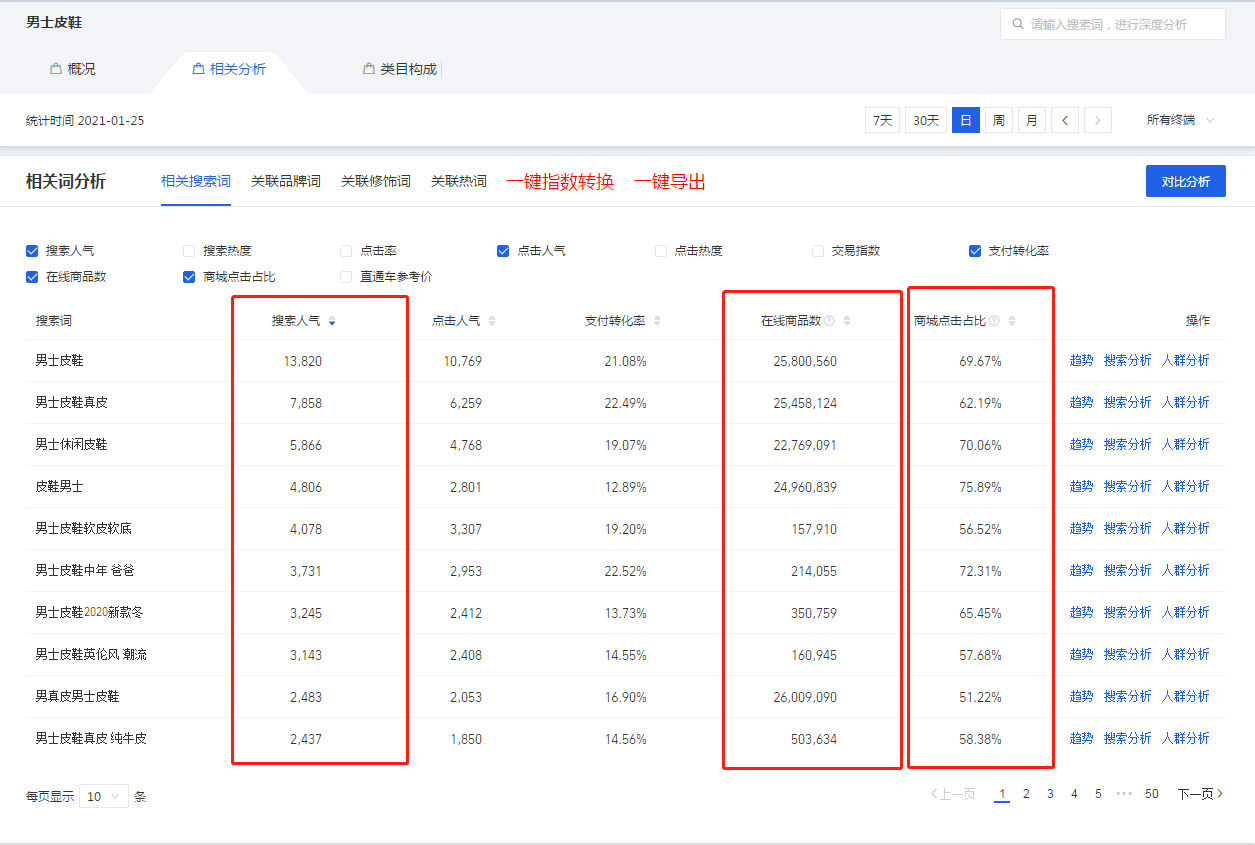 男士皮鞋
请输入搜索词，进行深度分析
概况 相关分析 类目构成
统计时间 2021-01-25 7天 30天 日 周 月 所有终端
相关词分析 相关搜索词 关联品牌词 关联修饰词 关联热词 一键指数转换 一键导出 对比分析
搜索人气 搜索热度 点击率 点击人气 点击热度 交易指数 支付转化率
在线商品数 商城点击占比 直通车参考价
搜索词 搜索人气 点击人气 支付转化率 在线商品数 商城点击占比 操作
男士皮鞋 13,820 10,769 21.08% 25,800,560 69.67% 趋势 搜索分析 人群分析
男士皮鞋真皮 7,858 6,259 22.49% 25,458,124 62.19% 趋势 搜索分析 人群分析
男士休闲皮鞋 5,866 4,768 19.07% 22,769,091 70.06% 趋势 搜索分析 人群分析
皮鞋男士 4,806 2,801 12.89% 24,960,839 75.89% 趋势 搜索分析 人群分析
男士皮鞋软皮软底 4,078 3,307 19.20% 157,910 56.52% 趋势 搜索分析 人群分析
男士皮鞋中年 爸爸 3,731 2,953 22.52% 214,055 72.31% 趋势 搜索分析 人群分析
男士皮鞋2020新款冬 3,245 2,412 13.73% 350,759 65.45% 趋势 搜索分析 人群分析
男士皮鞋英伦风 潮流 3,143 2,408 14.55% 160,945 57.68% 趋势 搜索分析 人群分析
男真皮男士皮鞋 2,483 2,053 16.90% 26,009,090 51.22% 趋势 搜索分析 人群分析
男士皮鞋真皮 纯牛皮 2,437 1,850 14.56% 503,634 58.38% 趋势 搜索分析 人群分析
每页显示 10 条 上一页 1 2 3 4 5 ••• 50 下一页